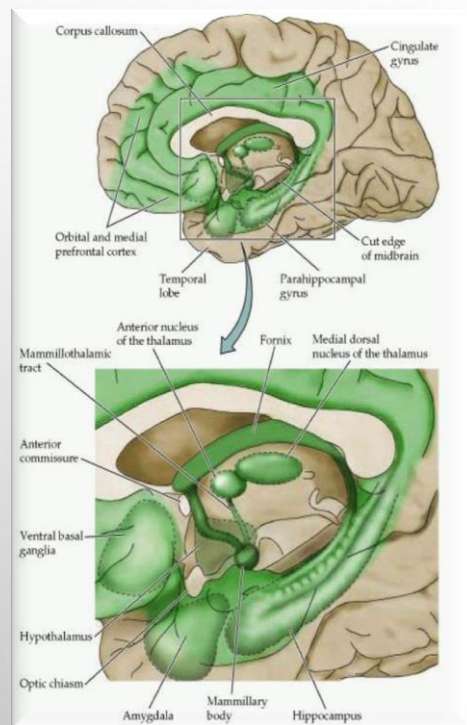 Corpus callosum
Cingulate
gyrus
Orbital and medial
prefrontal cortex
Cut edge
of midbrain
Temporal
lobe
Parahippocampal
gyrus
Anterior nucleus
of the thalamus
Fornix
Medial dorsal
nucleus of the thalamus
Mammillothalamic
tract
Anterior
commissure
Ventral basal
ganglia
Hypothalamus
Optic chiasm
Amygdala
Mammillary
body
Hippocampus